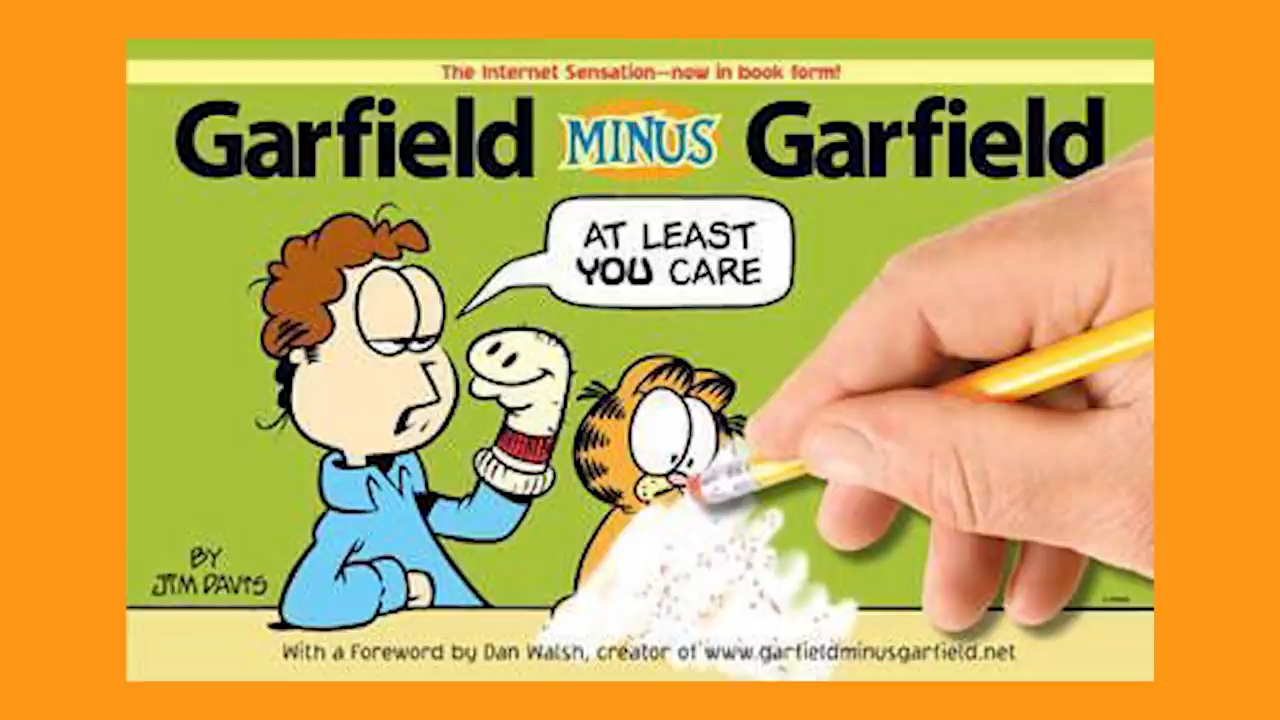 The Internet Sensation—now in book form!
Garfield MINUS Garfield
AT LEAST
YOU CARE
BY
JIM DAVIS
With a Foreword by Dan Walsh, creator of www.garfieldminusgarfield.net